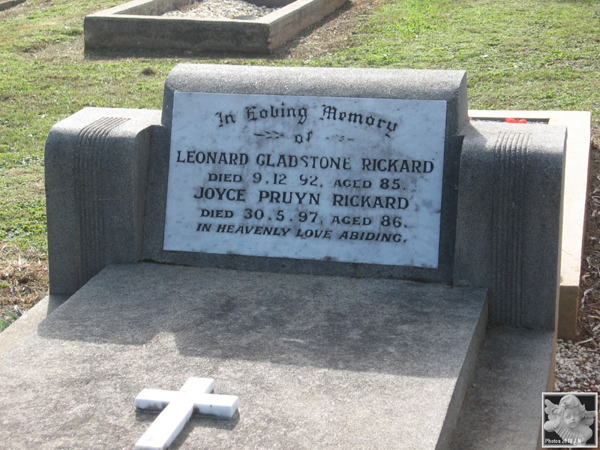 In Loving Memory
of
LEONARD GLADSTONE RICKARD
DIED 9.12.92, AGED 85.
JOYCE PRUYN RICKARD
DIED 30.5.97, AGED 86.
IN HEAVENLY LOVE ABIDING.
Photos